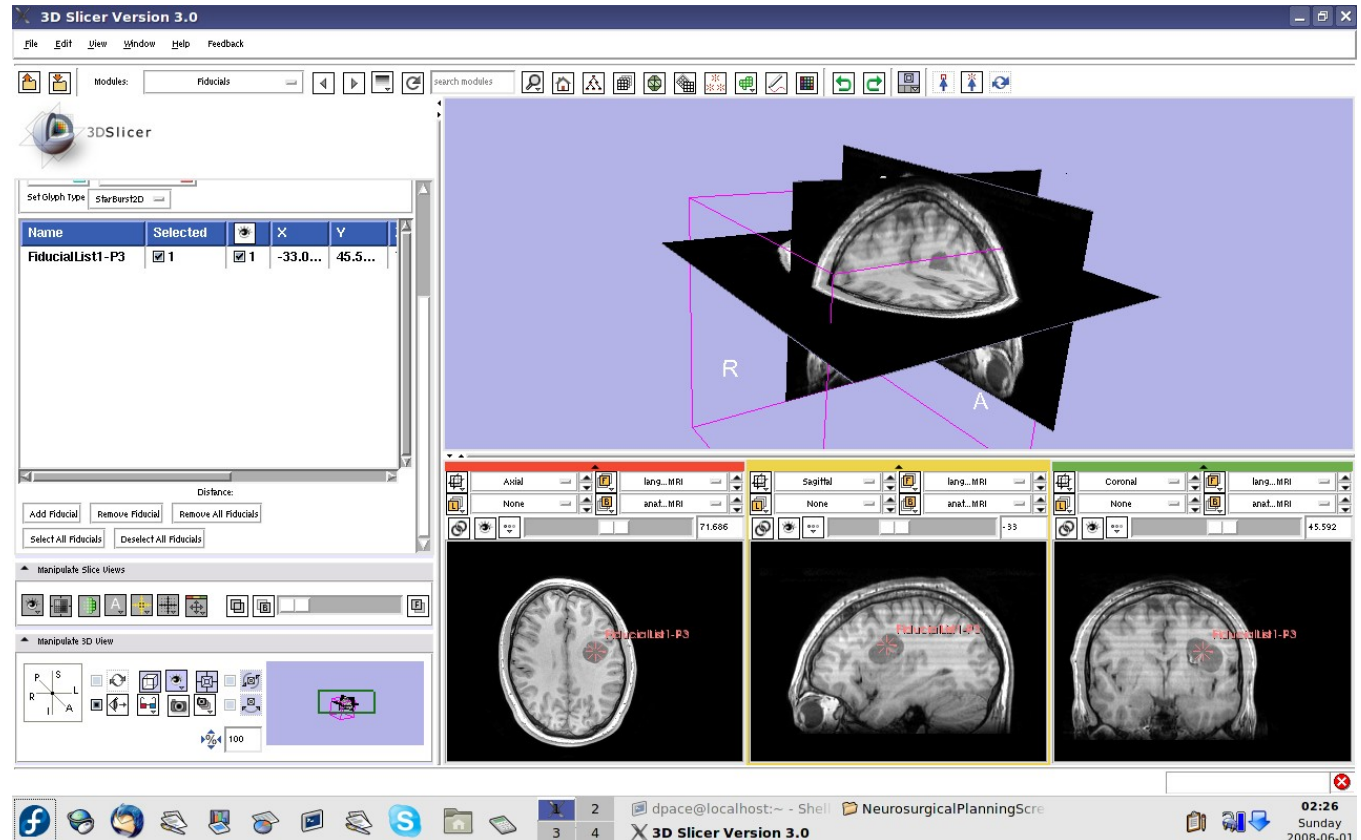 3D Slicer Version 3.0
File Edit View Window Help Feedback
Modules: Fiducials search modules
3DSlicer
Set Glyph Type StarBurst2D
Name Selected X Y
FiducialList1-P3 1 1 -33.0... 45.5...
Distance:
Add Fiducial Remove Fiducial Remove All Fiducials
Select All Fiducials Deselect All Fiducials
Manipulate Slice Views
Manipulate 3D View
P S
R L
I A
100
R
A
Axial F lang...MRI Sagittal F lang...MRI Coronal F lang...MRI
L None B anat...MRI L None B anat...MRI L None B anat...MRI
71.686 -33 45.592
FiducialList1-P3 FiducialList1-P3 FiducialList1-P3
1 2 dpace@localhost:~ - Shell NeurosurgicalPlanningScre
3 4 3D Slicer Version 3.0
02:26
Sunday
2008-06-01